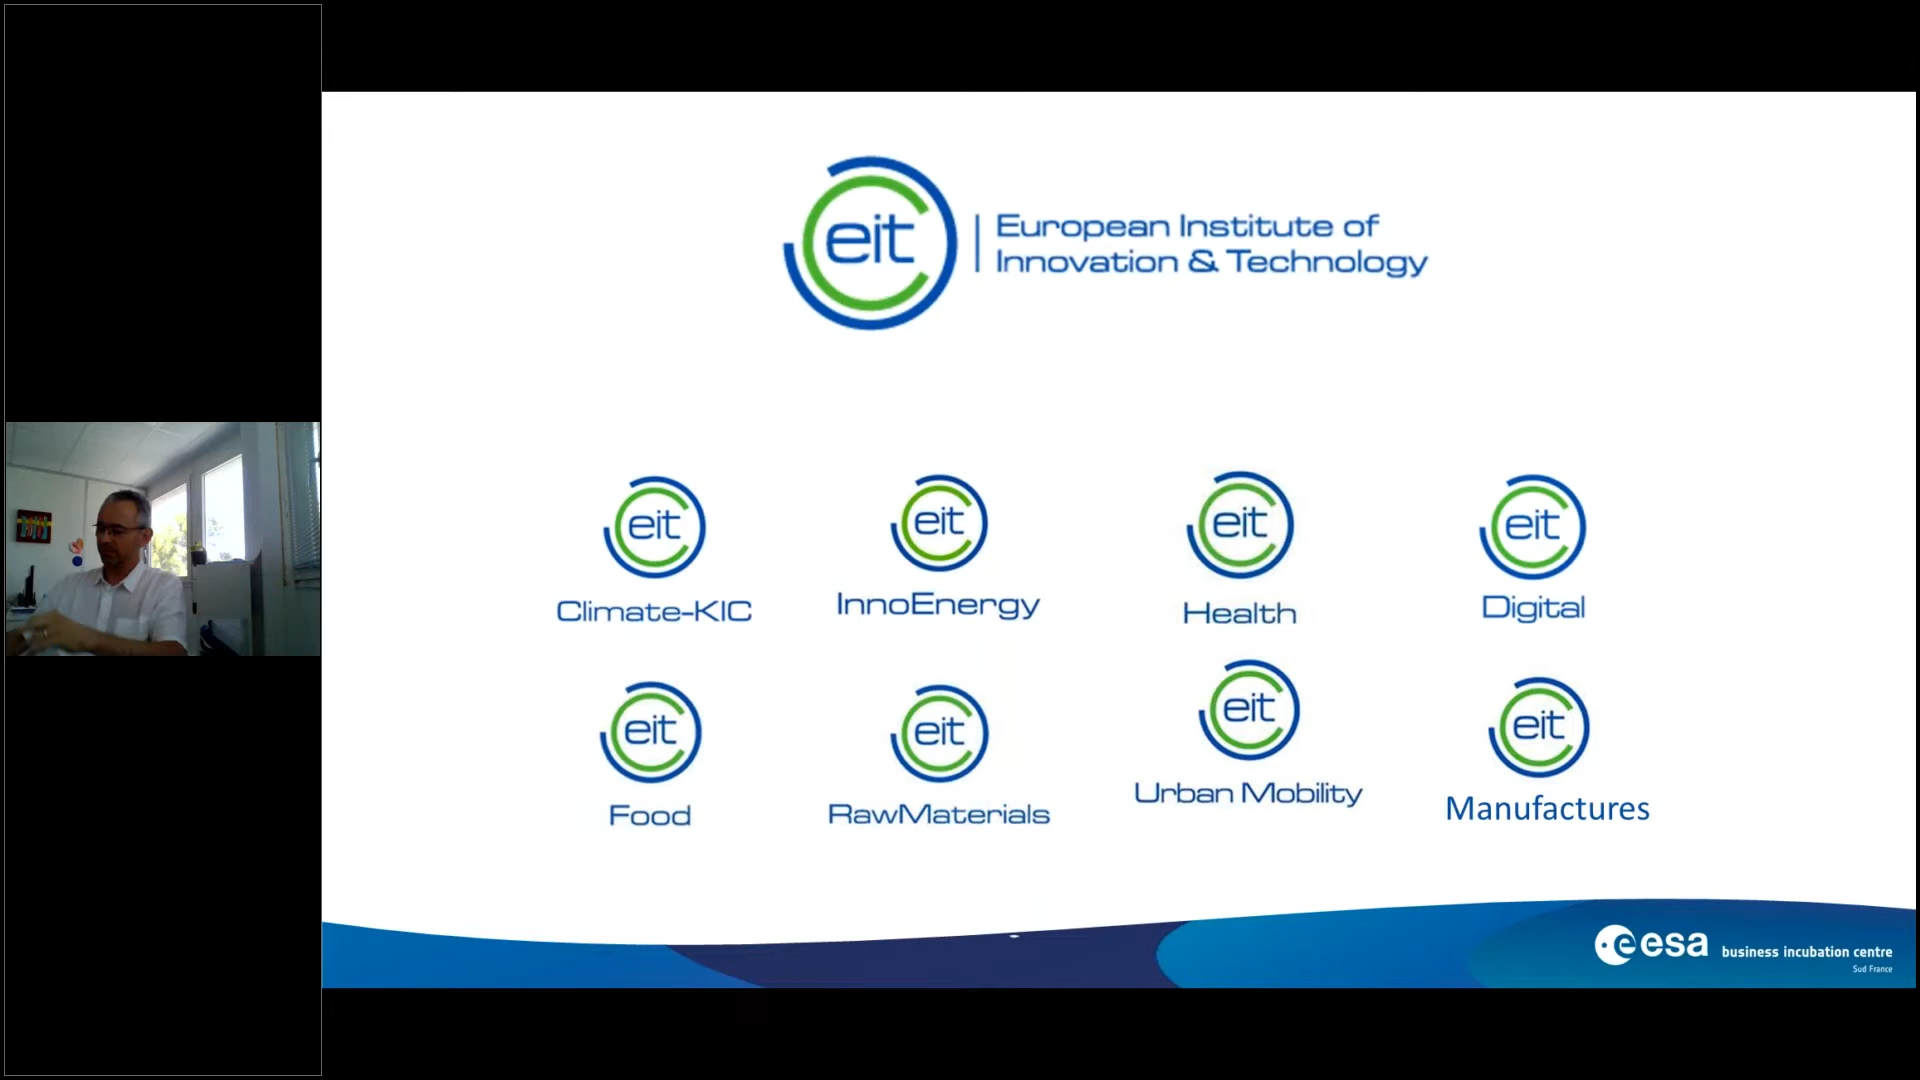 eit
European Institute of
Innovation & Technology
eit
Climate-KIC
eit
InnoEnergy
eit
Health
eit
Digital
eit
Food
eit
RawMaterials
eit
Urban Mobility
eit
Manufactures
esa
business incubation centre
Sud France